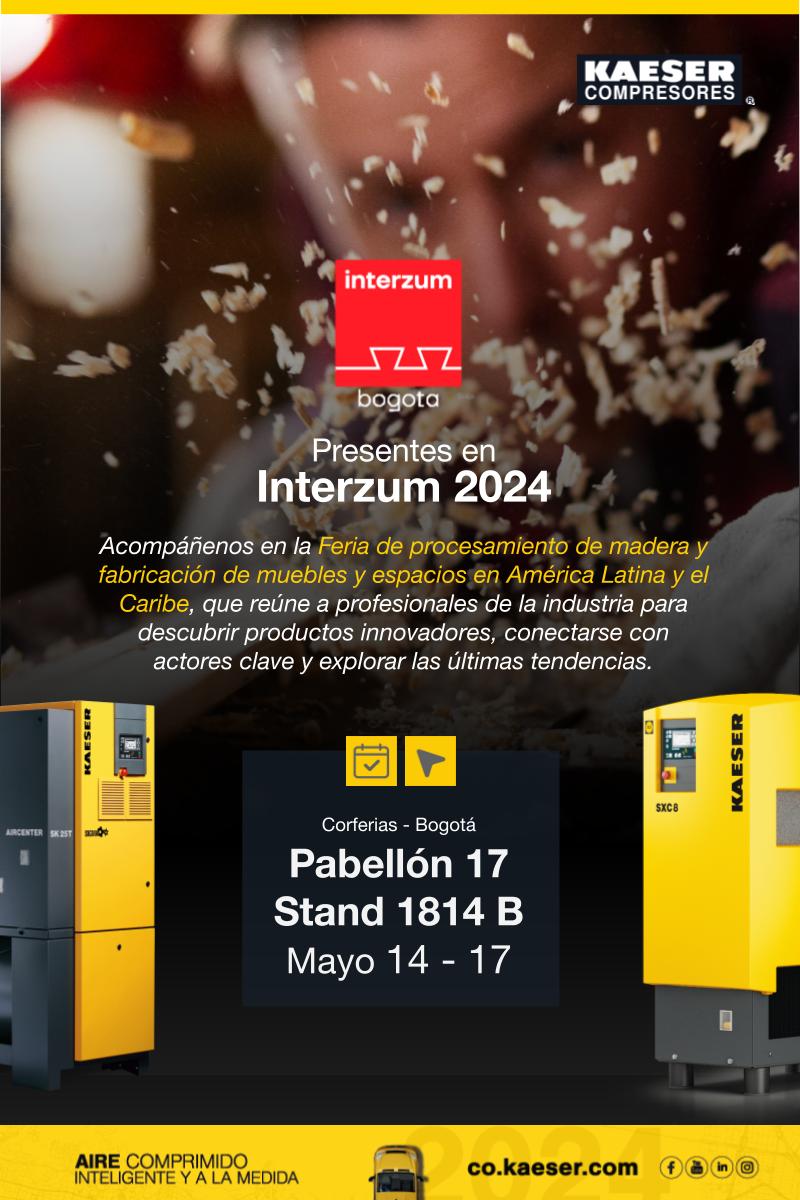 KAESER
COMPRESORES
®
interzum
bogota
Presentes en
Interzum 2024
Acompáñenos en la Feria de procesamiento de madera y
fabricación de muebles y espacios en América Latina y el
Caribe, que reúne a profesionales de la industria para
descubrir productos innovadores, conectarse con
actores clave y explorar las últimas tendencias.
KAESER
AIRCENTER SK 25T
KAESER
SXC 8
Corferias - Bogotá
Pabellón 17
Stand 1814 B
Mayo 14 - 17
2024
AIRE COMPRIMIDO
INTELIGENTE Y A LA MEDIDA
co.kaeser.com